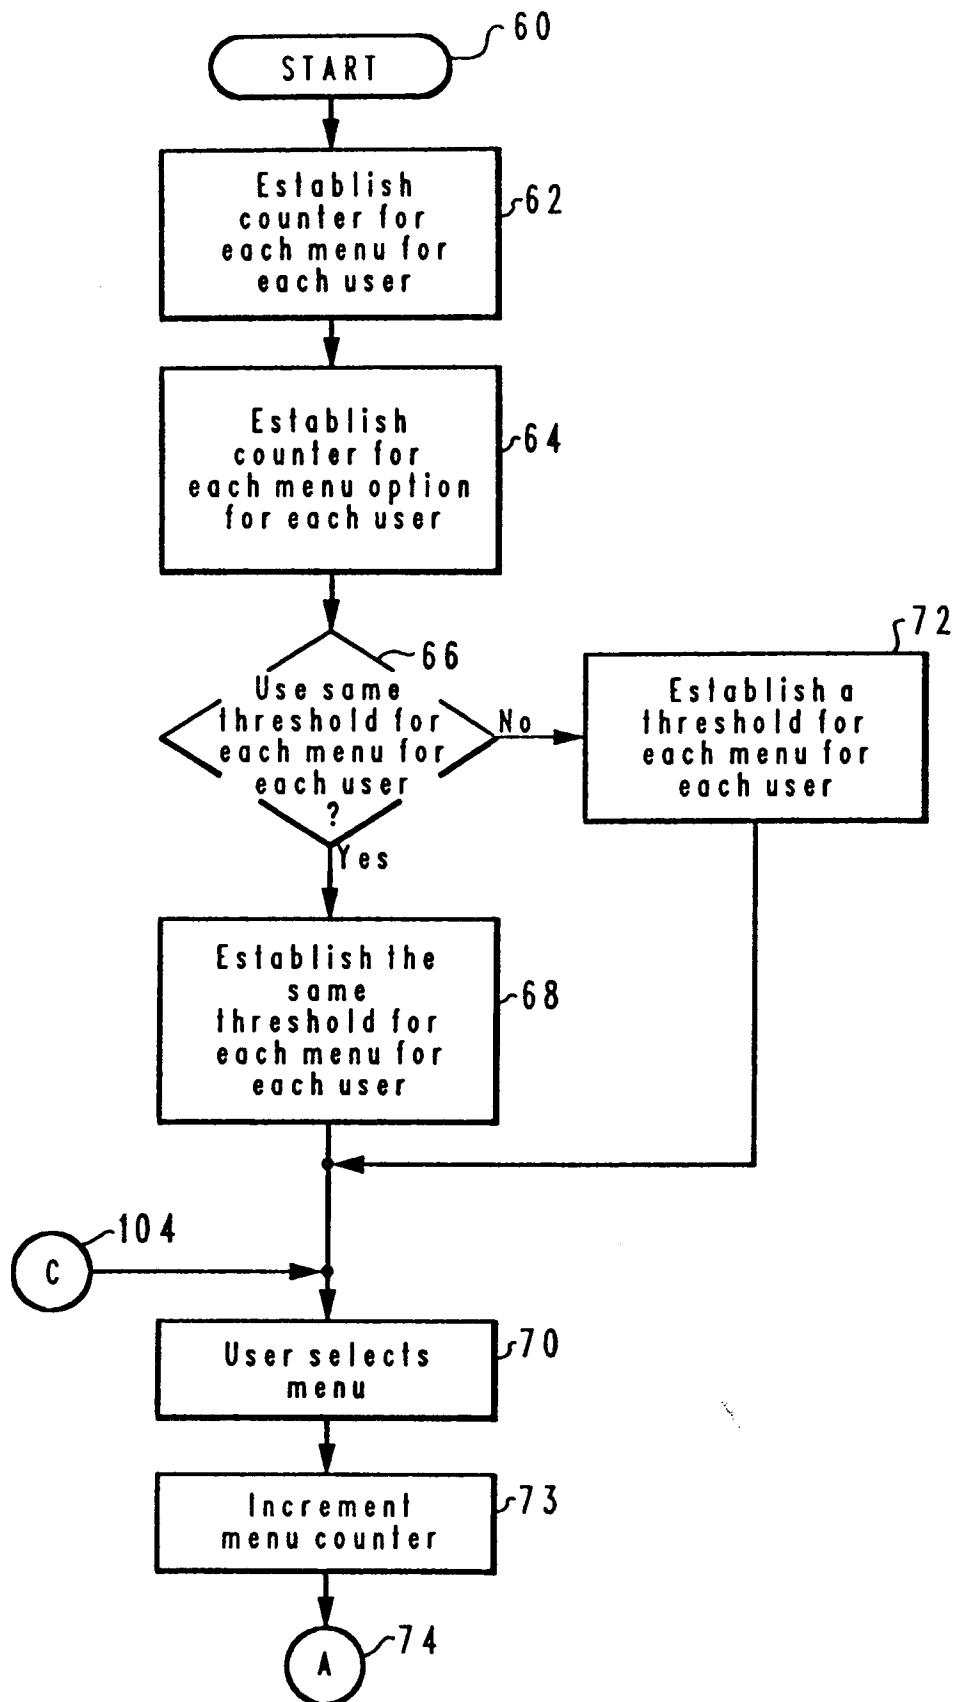 60
START
Establish
counter for
each menu for
each user
62
Establish
counter for
each menu option
for each user
64
66
Use same
threshold for
each menu for
each user
?
No
Yes
72
Establish a
threshold for
each menu for
each user
Establish the
same
threshold for
each menu for
each user
68
C
104
User selects
menu
70
Increment
menu counter
73
A
74